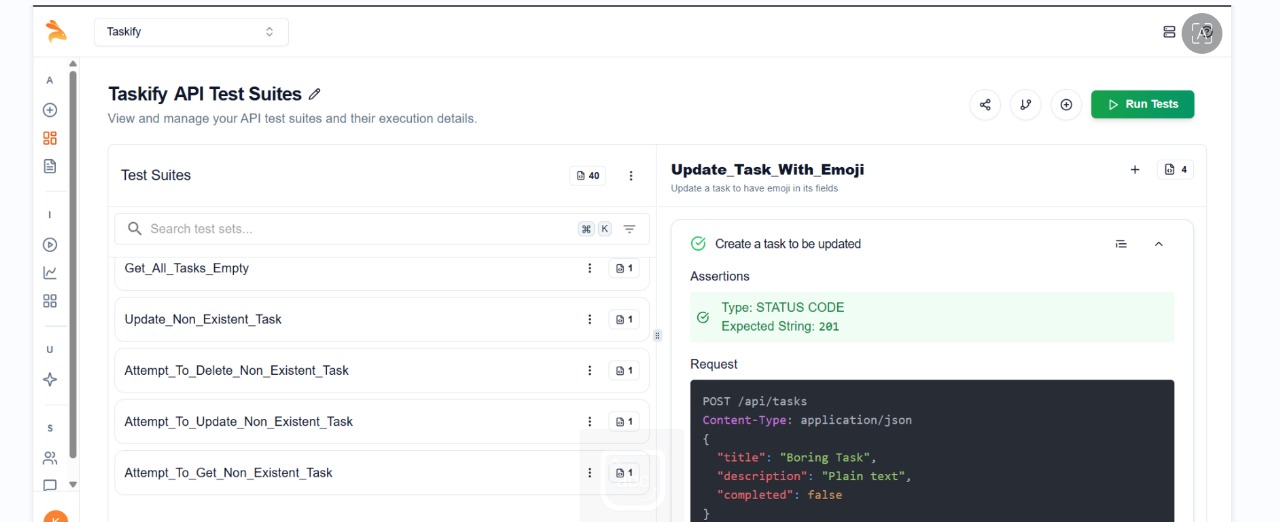 Taskify
A
Taskify API Test Suites
View and manage your API test suites and their execution details.
Run Tests
Test Suites
40
Search test sets...
⌘ K
Get_All_Tasks_Empty
1
Update_Non_Existent_Task
1
Attempt_To_Delete_Non_Existent_Task
1
Attempt_To_Update_Non_Existent_Task
1
Attempt_To_Get_Non_Existent_Task
1
I
U
S
K
Update_Task_With_Emoji
4
Update a task to have emoji in its fields
Create a task to be updated
Assertions
Type: STATUS CODE
Expected String: 201
Request
POST /api/tasks
Content-Type: application/json
{
"title": "Boring Task",
"description": "Plain text",
"completed": false
}